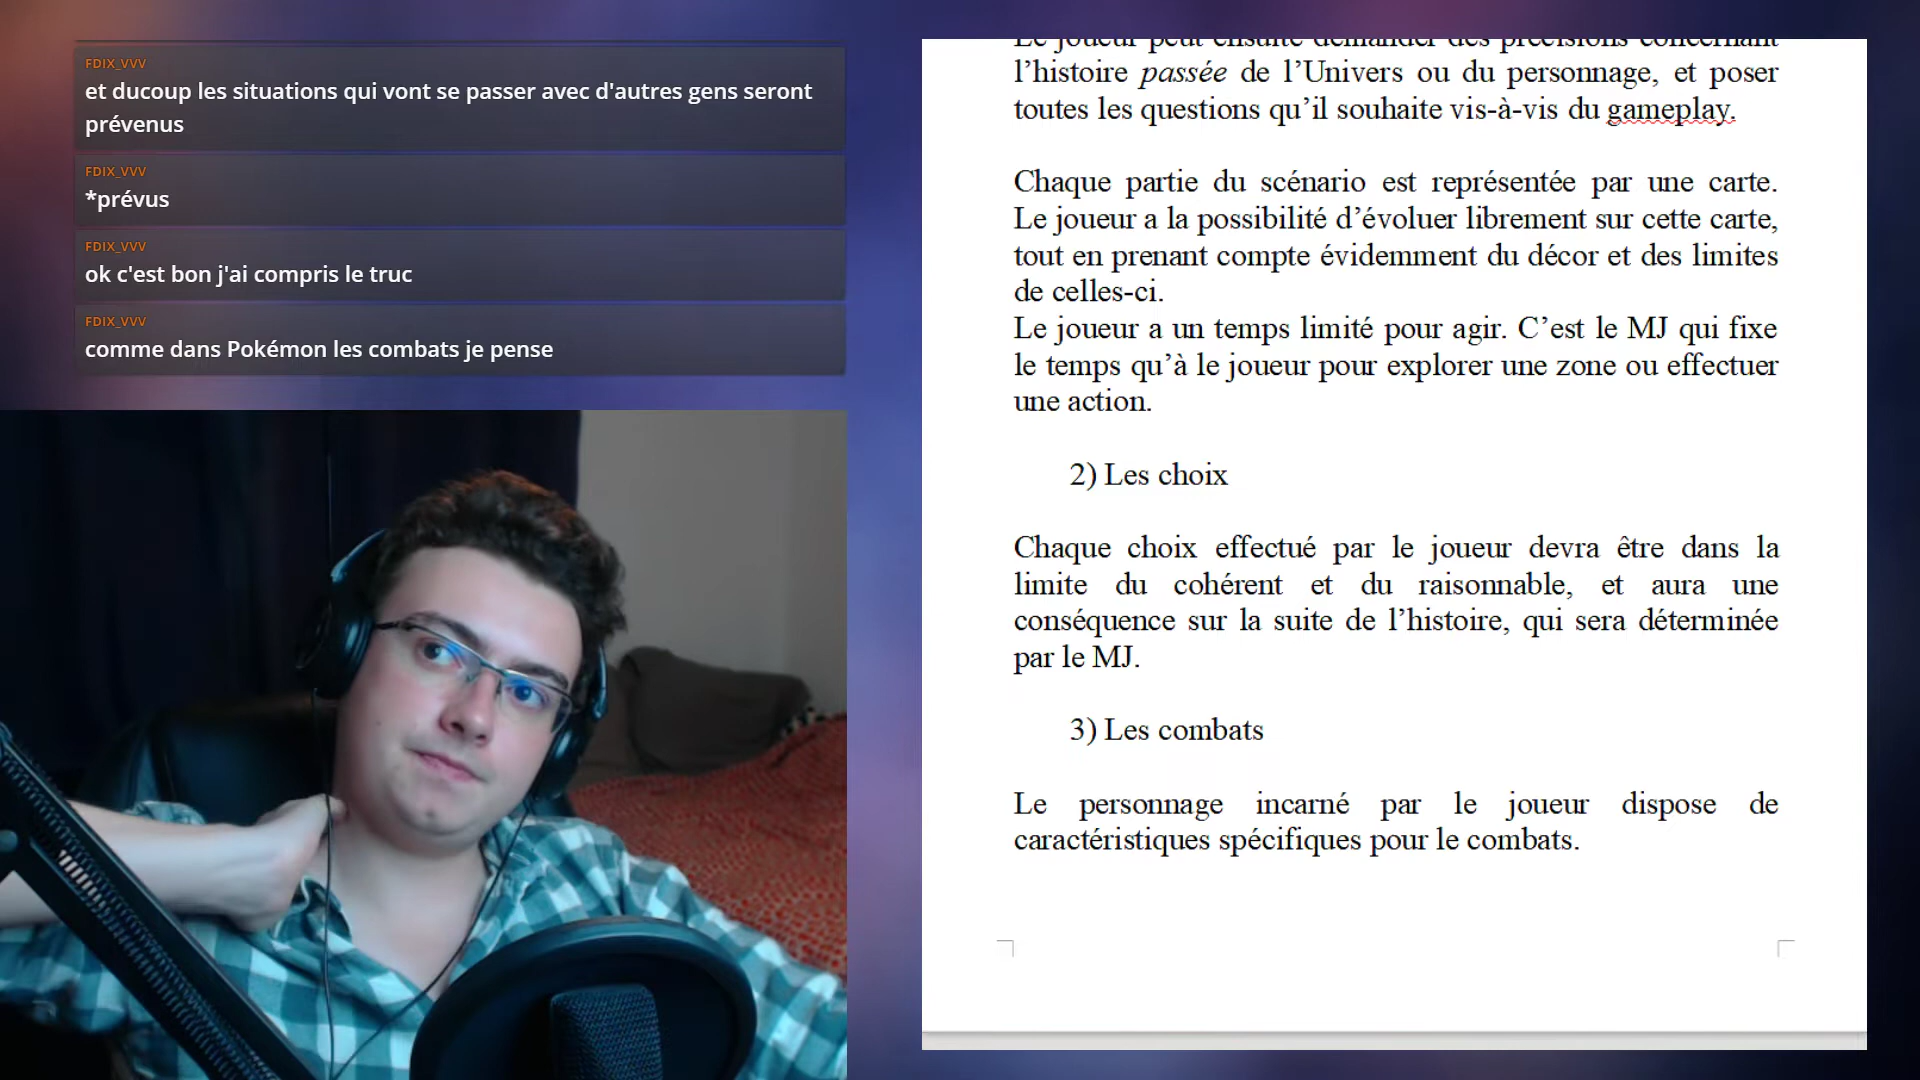 FDIX_VVV
et ducoup les situations qui vont se passer avec d'autres gens seront
prévenus
FDIX_VVV
*prévus
FDIX_VVV
ok c'est bon j'ai compris le truc
FDIX_VVV
comme dans Pokémon les combats je pense
Le joueur peut ensuite demander des précisions concernant
l’histoire passée de l’Univers ou du personnage, et poser
toutes les questions qu’il souhaite vis-à-vis du gameplay.
Chaque partie du scénario est représentée par une carte.
Le joueur a la possibilité d’évoluer librement sur cette carte,
tout en prenant compte évidemment du décor et des limites
de celles-ci.
Le joueur a un temps limité pour agir. C’est le MJ qui fixe
le temps qu’à le joueur pour explorer une zone ou effectuer
une action.
2) Les choix
Chaque choix effectué par le joueur devra être dans la
limite du cohérent et du raisonnable, et aura une
conséquence sur la suite de l’histoire, qui sera déterminée
par le MJ.
3) Les combats
Le personnage incarné par le joueur dispose de
caractéristiques spécifiques pour le combats.